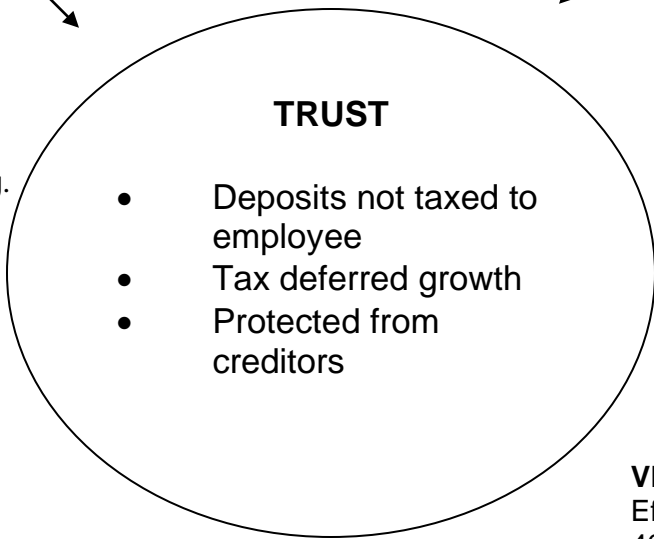 TRUST
• Deposits not taxed to
employee
• Tax deferred growth
• Protected from
creditors